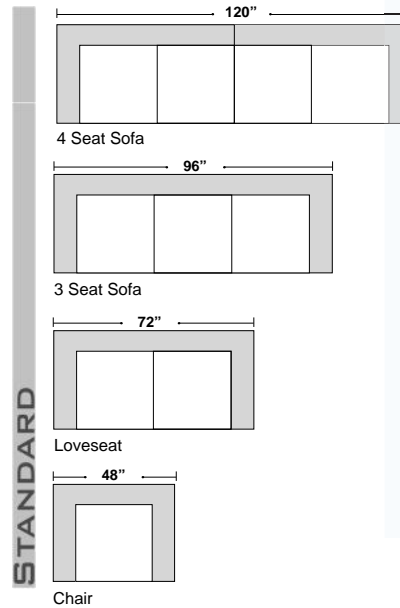 120”
4 Seat Sofa
96”
3 Seat Sofa
72”
Loveseat
48”
Chair
STANDARD